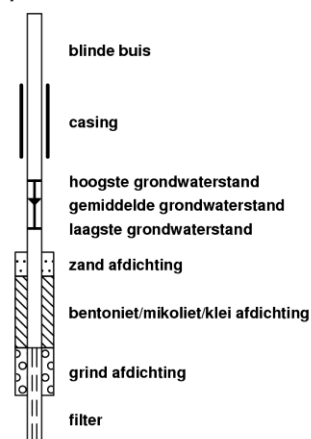 blinde buis
casing
hoogste grondwaterstand
gemiddelde grondwaterstand
laagste grondwaterstand
zand afdichting
bentoniet/mikoliet/klei afdichting
grind afdichting
filter